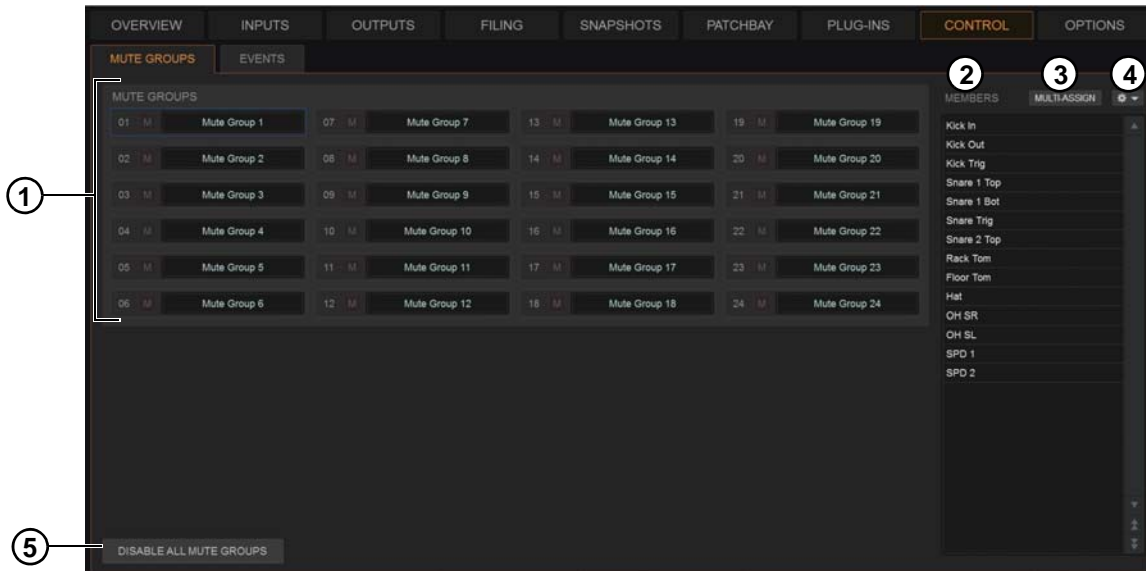 OVERVIEW INPUTS OUTPUTS FILING SNAPSHOTS PATCHBAY PLUG-INS CONTROL OPTIONS
MUTE GROUPS EVENTS
1
2
3
4
5
MUTE GROUPS
01 M Mute Group 1 07 M Mute Group 7 13 M Mute Group 13 19 M Mute Group 19
02 M Mute Group 2 08 M Mute Group 8 14 M Mute Group 14 20 M Mute Group 20
03 M Mute Group 3 09 M Mute Group 9 15 M Mute Group 15 21 M Mute Group 21
04 M Mute Group 4 10 M Mute Group 10 16 M Mute Group 16 22 M Mute Group 22
05 M Mute Group 5 11 M Mute Group 11 17 M Mute Group 17 23 M Mute Group 23
06 M Mute Group 6 12 M Mute Group 12 18 M Mute Group 18 24 M Mute Group 24
MEMBERS MULTI-ASSIGN
Kick In
Kick Out
Kick Trig
Snare 1 Top
Snare 1 Bot
Snare Trig
Snare 2 Top
Rack Tom
Floor Tom
Hat
OH SR
OH SL
SPD 1
SPD 2
DISABLE ALL MUTE GROUPS